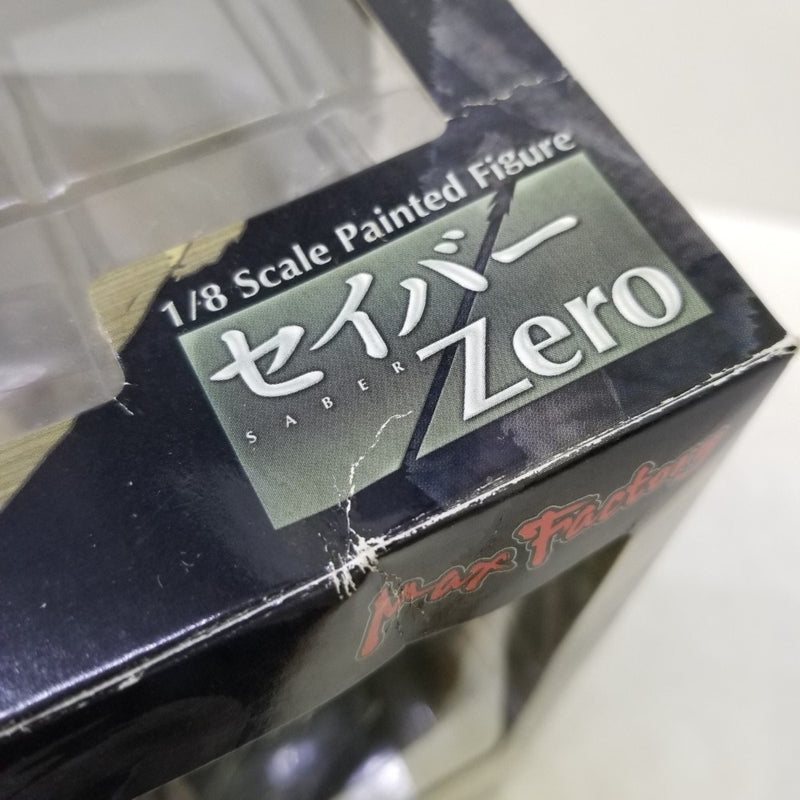 1/8 Scale Painted Figure
セイバー
SABER
Zero
Max Factory